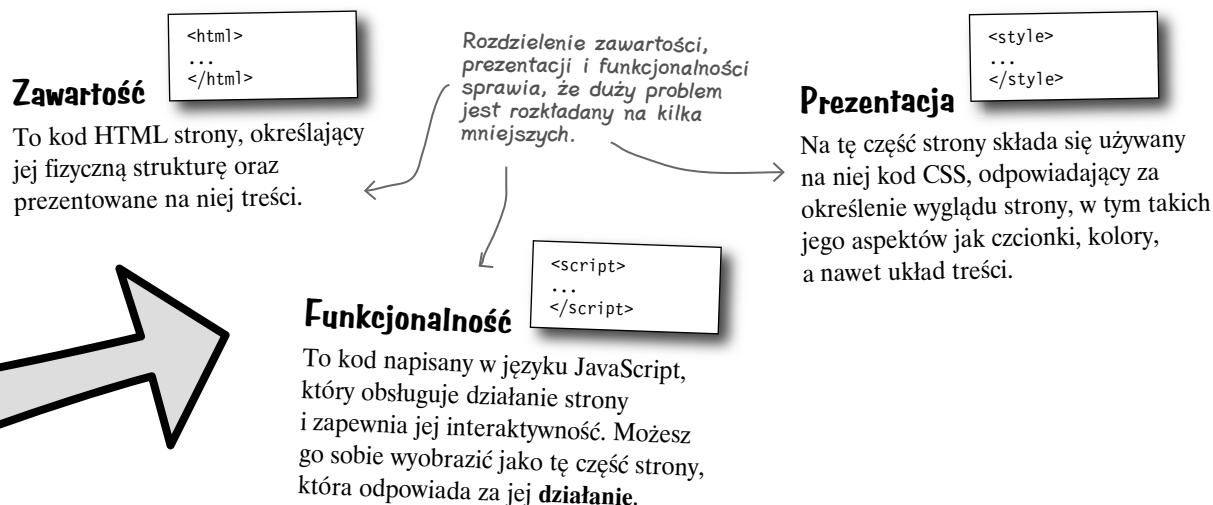 <html>
...
</html>
Zawartość
To kod HTML strony, określający
jej fizyczną strukturę oraz
prezentowane na niej treści.
Rozdzielenie zawartości,
prezentacji i funkcjonalności
sprawia, że duży problem
jest rozkładany na kilka
mniejszych.
<style>
...
</style>
Prezentacja
Na tę część strony składa się używany
na niej kod CSS, odpowiadający za
określenie wyglądu strony, w tym takich
jego aspektów jak czcionki, kolory,
a nawet układ treści.
<script>
...
</script>
Funkcjonalność
To kod napisany w języku JavaScript,
który obsługuje działanie strony
i zapewnia jej interaktywność. Możesz
go sobie wyobrazić jako tę część strony,
która odpowiada za jej działanie.